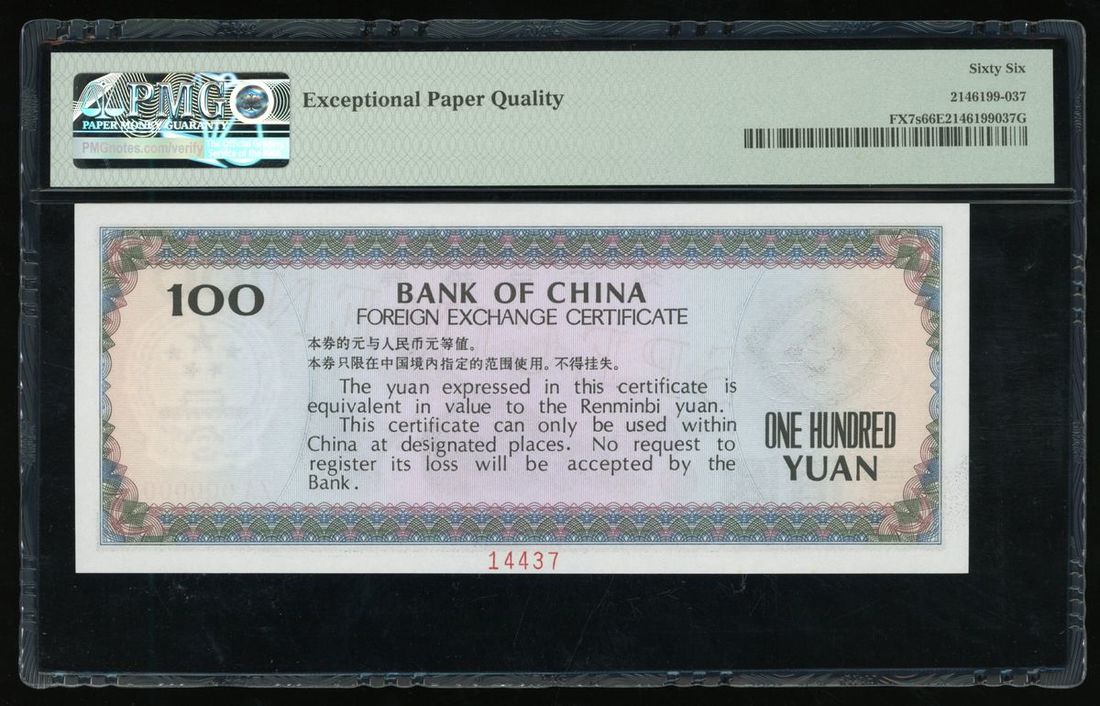 Sixty Six
PMG
Exceptional Paper Quality
2146199-037
PAPER MONEY GUARANTY
FX7s66E2146199037G
PMGnotes.com/verify
100
BANK OF CHINA
FOREIGN EXCHANGE CERTIFICATE
本券的元与人民币元等值。
本券只限在中国境内指定的范围使用。不得挂失。
The yuan expressed in this certificate is
equivalent in value to the Renminbi yuan.
This certificate can only be used within
China at designated places. No request to
register its loss will be accepted by the
Bank.
ONE HUNDRED
YUAN
14437